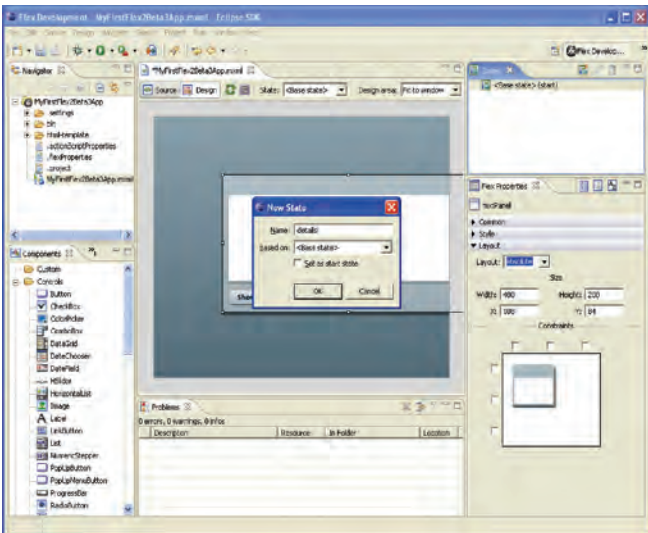 Flex Development - MyFirstFlex2Beta3App.mxml - Eclipse SDK
Flex Develo...
Navigator
MyFirstFlex2Beta3App
settings
bin
html-template
.actionScriptProperties
.flexProperties
.project
MyFirstFlex2Beta3App.mxml
*MyFirstFlex2Beta3App.mxml
Source Design State: <Base state> Design area: Fit to window
States
<Base state> (start)
New State
Name: details
Based on: <Base state>
Set as start state
OK Cancel
Components
Custom
Controls
Button
CheckBox
ColorPicker
ComboBox
DataGrid
DateChooser
DateField
HSlider
HorizontalList
Image
Label
LinkButton
List
NumericStepper
PopUpButton
PopUpMenuButton
ProgressBar
RadioButton
Flex Properties
Common
Style
Layout
Layout: absolute
Size
Width: 400 Height: 200
X: Y: 84
Constraints
Problems
0 errors, 0 warnings, 0 infos
Description Resource In Folder Location